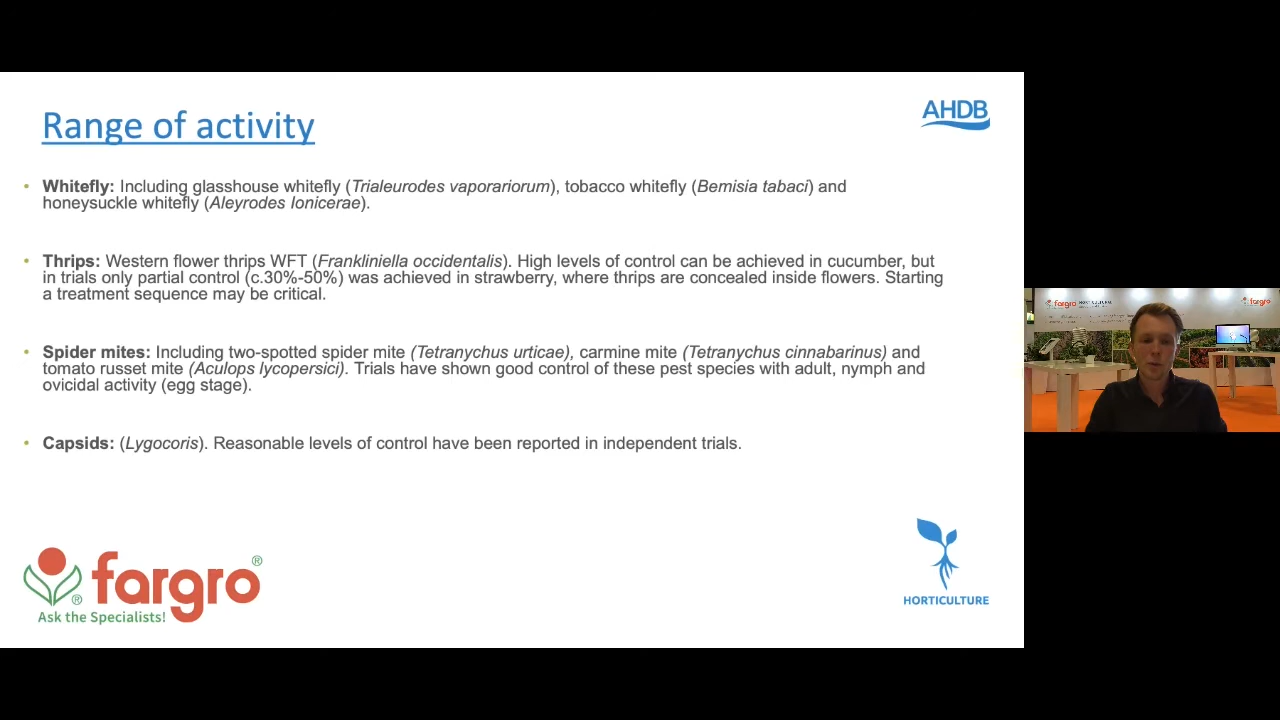 Range of activity
AHDB
• Whitefly: Including glasshouse whitefly (Trialeurodes vaporariorum), tobacco whitefly (Bemisia tabaci) and
honeysuckle whitefly (Aleyrodes Ionicerae).
• Thrips: Western flower thrips WFT (Frankliniella occidentalis). High levels of control can be achieved in cucumber, but
in trials only partial control (c.30%-50%) was achieved in strawberry, where thrips are concealed inside flowers. Starting
a treatment sequence may be critical.
• Spider mites: Including two-spotted spider mite (Tetranychus urticae), carmine mite (Tetranychus cinnabarinus) and
tomato russet mite (Aculops lycopersici). Trials have shown good control of these pest species with adult, nymph and
ovicidal activity (egg stage).
• Capsids: (Lygocoris). Reasonable levels of control have been reported in independent trials.
fargro®
®
Ask the Specialists!
HORTICULTURE
fargro HORTICULTURAL
fargro